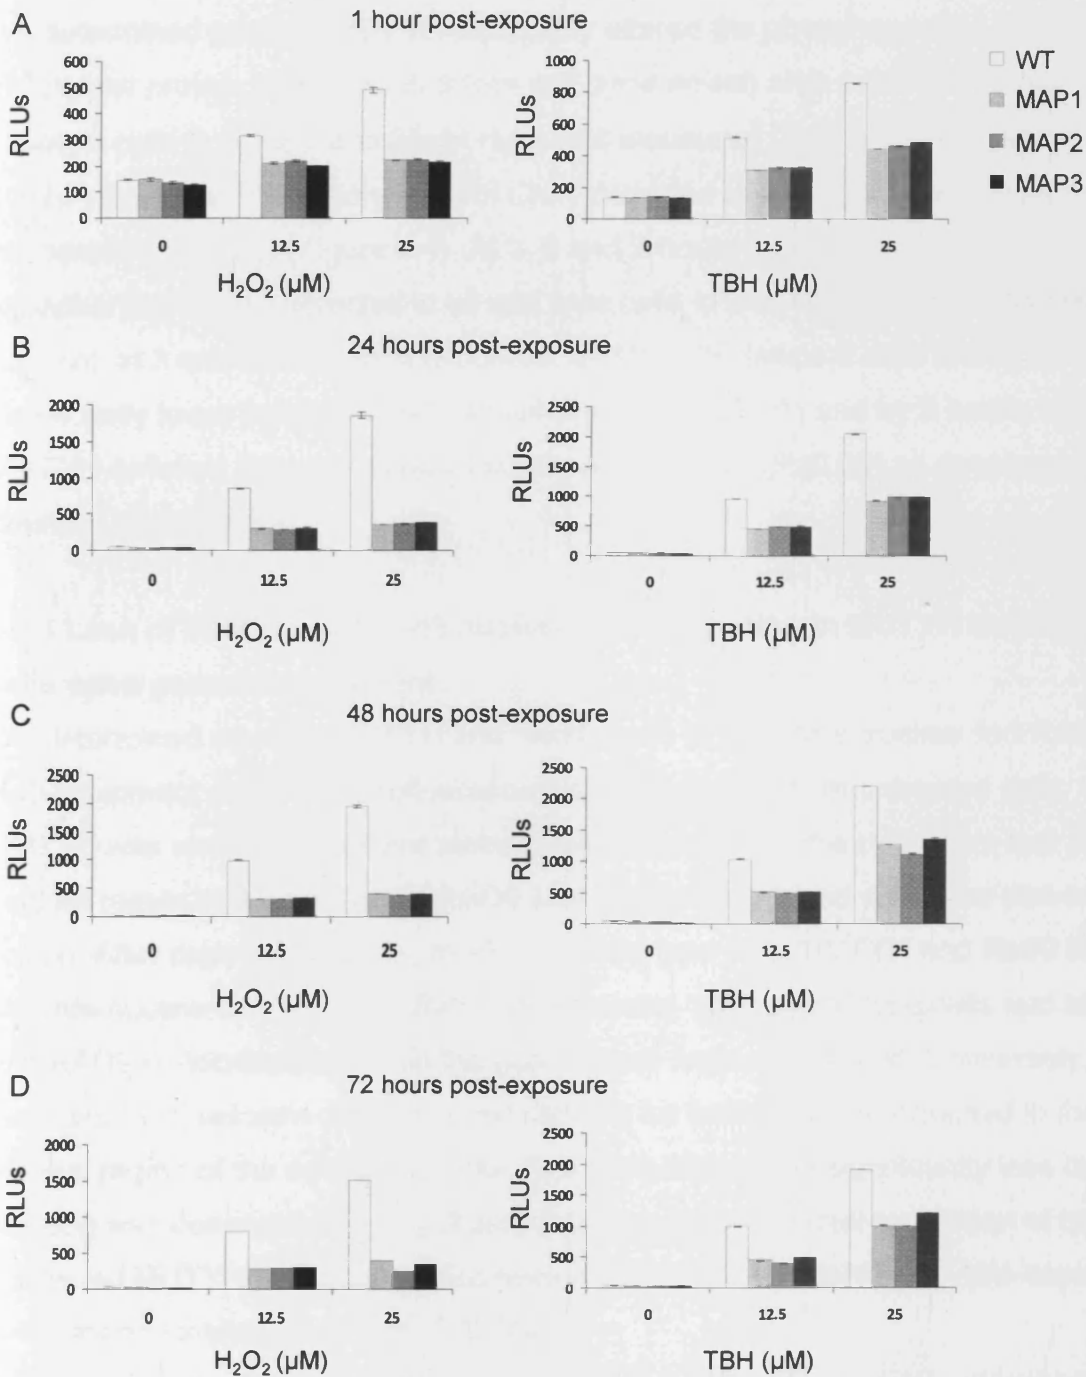 A
1 hour post-exposure
WT
MAP1
MAP2
MAP3
RLUs
600
500
400
300
200
100
0
0 12.5 25
H₂O₂ (µM)
RLUs
1000
800
600
400
200
0
0 12.5 25
TBH (µM)
B
24 hours post-exposure
RLUs
2000
1500
1000
500
0
0 12.5 25
H₂O₂ (µM)
RLUs
2500
2000
1500
1000
500
0
0 12.5 25
TBH (µM)
C
48 hours post-exposure
RLUs
2500
2000
1500
1000
500
0
0 12.5 25
H₂O₂ (µM)
RLUs
2500
2000
1500
1000
500
0
0 12.5 25
TBH (µM)
D
72 hours post-exposure
RLUs
2000
1500
1000
500
0
0 12.5 25
H₂O₂ (µM)
RLUs
2500
2000
1500
1000
500
0
0 12.5 25
TBH (µM)